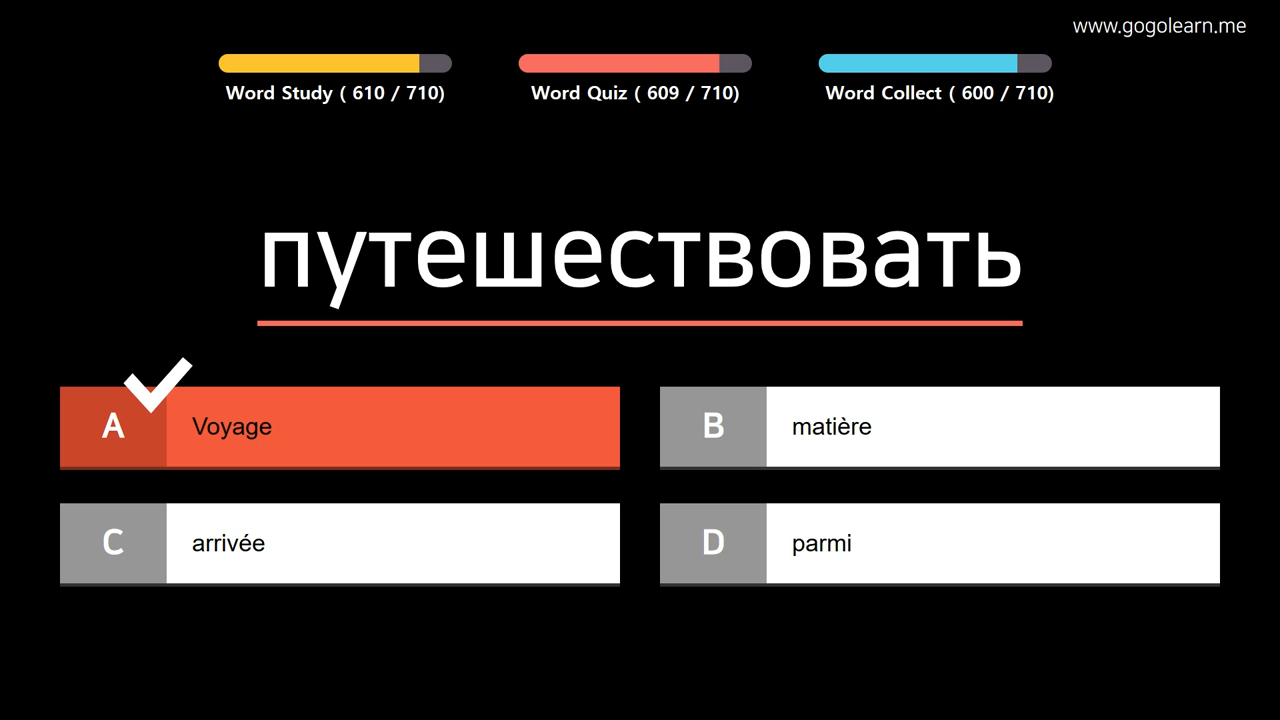 www.gogolearn.me
Word Study ( 610 / 710)
Word Quiz ( 609 / 710)
Word Collect ( 600 / 710)
путешествовать
A Voyage
B matière
C arrivée
D parmi